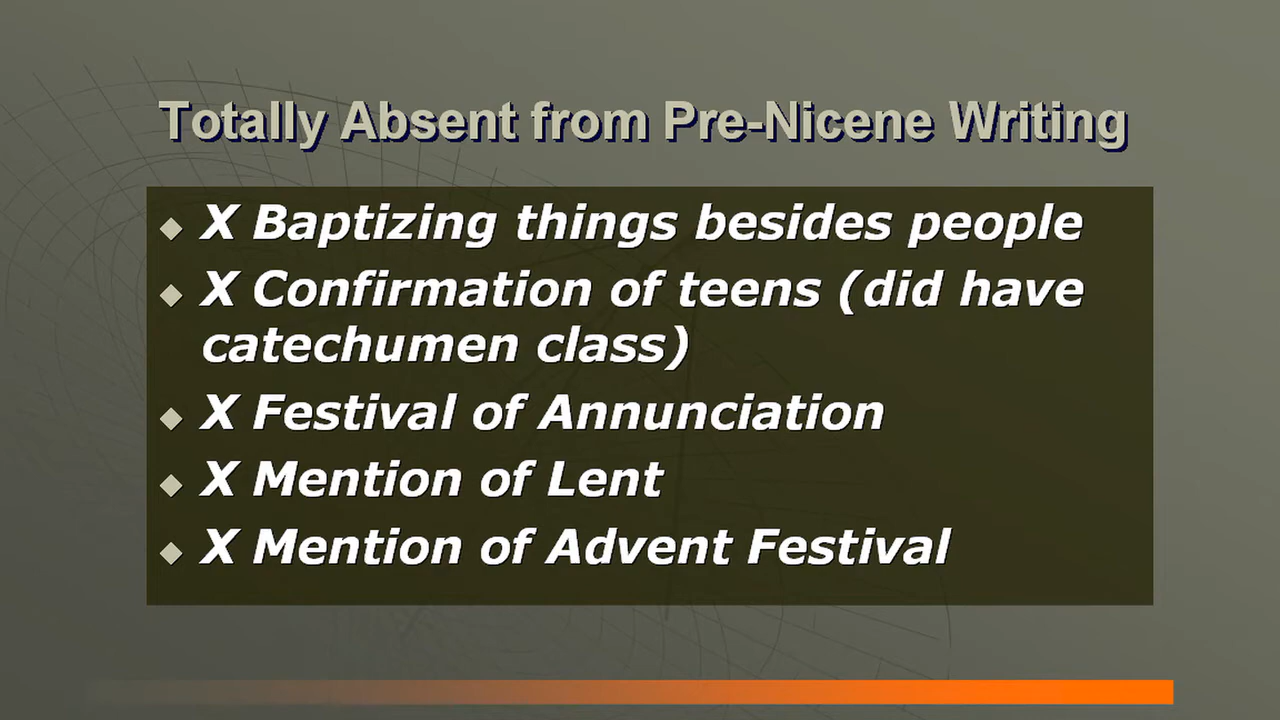 Totally Absent from Pre-Nicene Writing
◆ X Baptizing things besides people
◆ X Confirmation of teens (did have
catechumen class)
◆ X Festival of Annunciation
◆ X Mention of Lent
◆ X Mention of Advent Festival